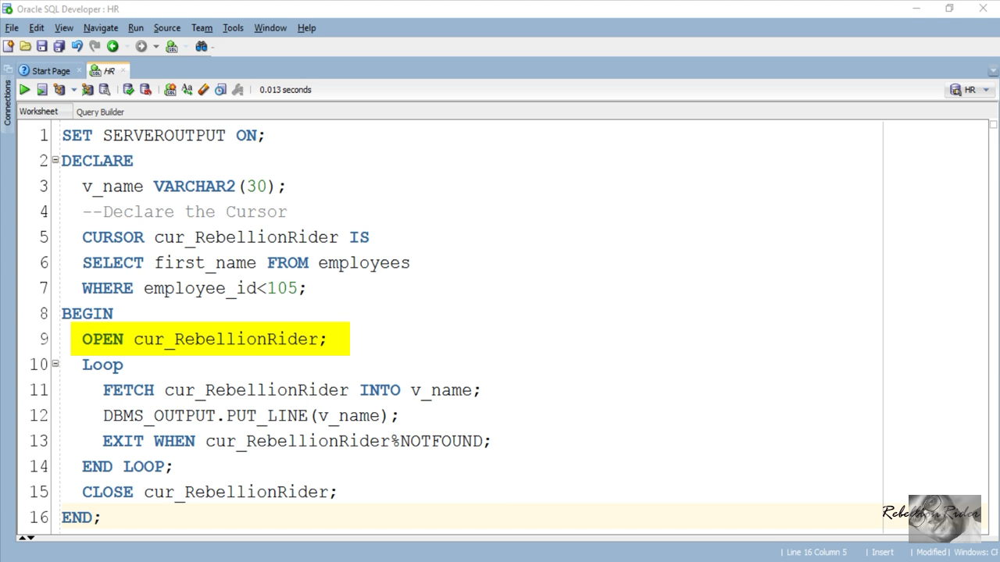 Oracle SQL Developer : HR
File Edit View Navigate Run Source Team Tools Window Help
Start Page HR
0.013 seconds HR
Connections
Worksheet Query Builder
1 SET SERVEROUTPUT ON;
2 DECLARE
3 v_name VARCHAR2(30);
4 --Declare the Cursor
5 CURSOR cur_RebellionRider IS
6 SELECT first_name FROM employees
7 WHERE employee_id<105;
8 BEGIN
9 OPEN cur_RebellionRider;
10 Loop
11 FETCH cur_RebellionRider INTO v_name;
12 DBMS_OUTPUT.PUT_LINE(v_name);
13 EXIT WHEN cur_RebellionRider%NOTFOUND;
14 END LOOP;
15 CLOSE cur_RebellionRider;
16 END;
Rebellion Rider
Line 16 Column 5 Insert Modified Windows: CF